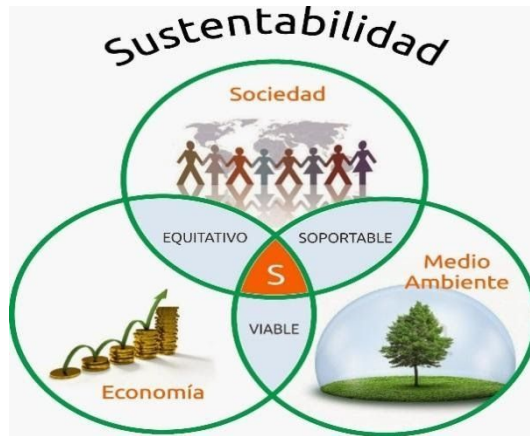 Sustentabilidad
Sociedad
EQUITATIVO
SOPORTABLE
S
Medio
Ambiente
VIABLE
Economía